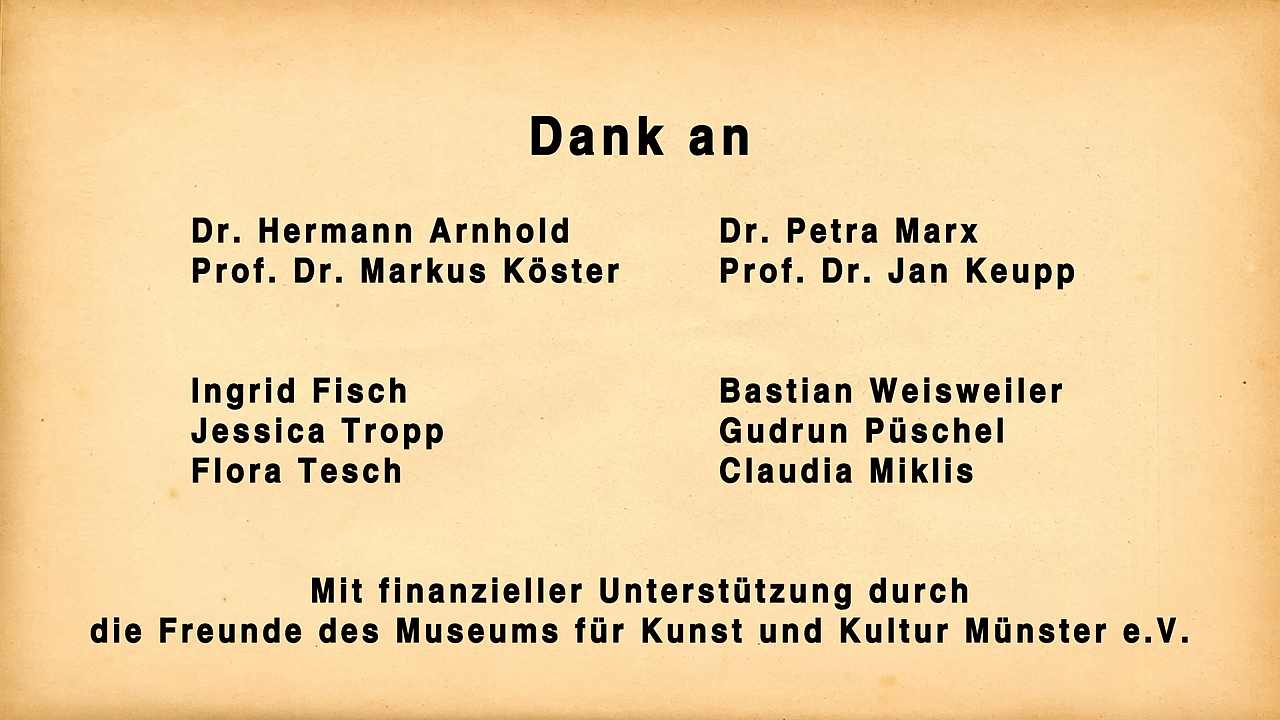 Dank an
Dr. Hermann Arnhold
Prof. Dr. Markus Köster
Dr. Petra Marx
Prof. Dr. Jan Keupp
Ingrid Fisch
Jessica Tropp
Flora Tesch
Bastian Weisweiler
Gudrun Püschel
Claudia Miklis
Mit finanzieller Unterstützung durch
die Freunde des Museums für Kunst und Kultur Münster e.V.